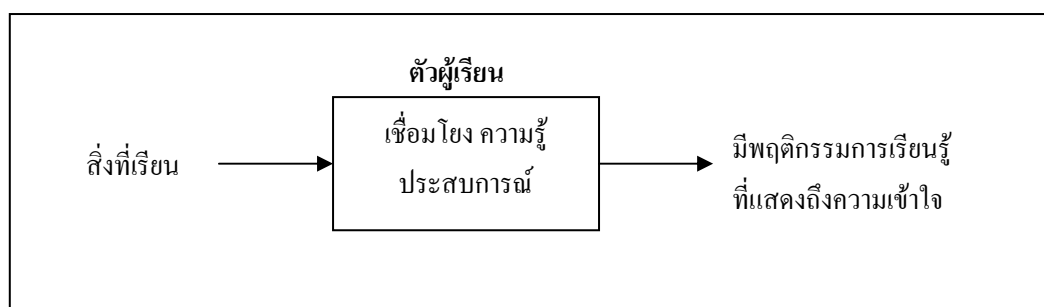 ตัวผู้เรียน
สิ่งที่เรียน
เชื่อมโยง ความรู้
ประสบการณ์
มีพฤติกรรมการเรียนรู้
ที่แสดงถึงความเข้าใจ